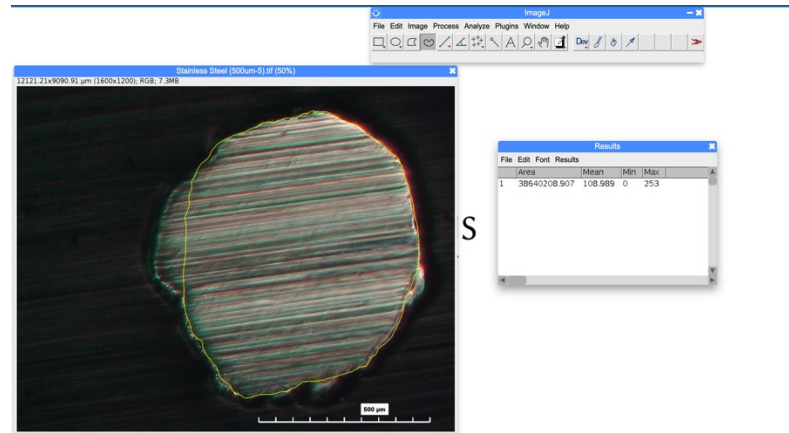 ImageJ
File Edit Image Process Analyze Plugins Window Help
Dev
Stainless Steel (500um-5).tif (50%)
12121.21x9090.91 µm (1600x1200); RGB; 7.3MB
500 µm
S
Results
File Edit Font Results
Area Mean Min Max
1 38640208.907 108.989 0 253